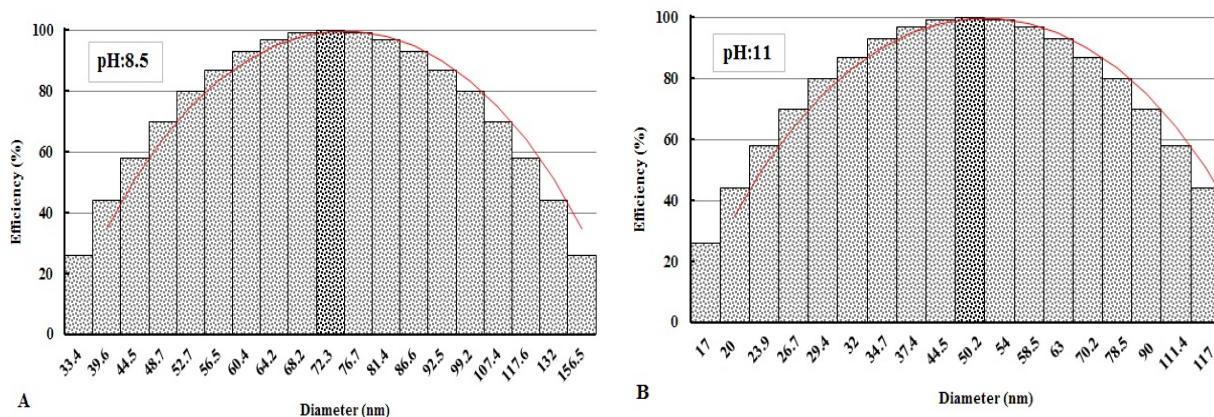 pH:8.5
Efficiency (%)
100
80
60
40
20
0
33.4 39.6 44.5 48.7 52.7 56.5 60.4 64.2 68.2 72.3 76.7 81.4 86.6 92.5 99.2 107.4 117.6 132 156.5
Diameter (nm)
A
pH:11
Efficiency (%)
100
80
60
40
20
0
17 20 23.9 26.7 29.4 32 34.7 37.4 44.5 50.2 54 58.5 63 70.2 78.5 90 111.4 117
Diameter (nm)
B